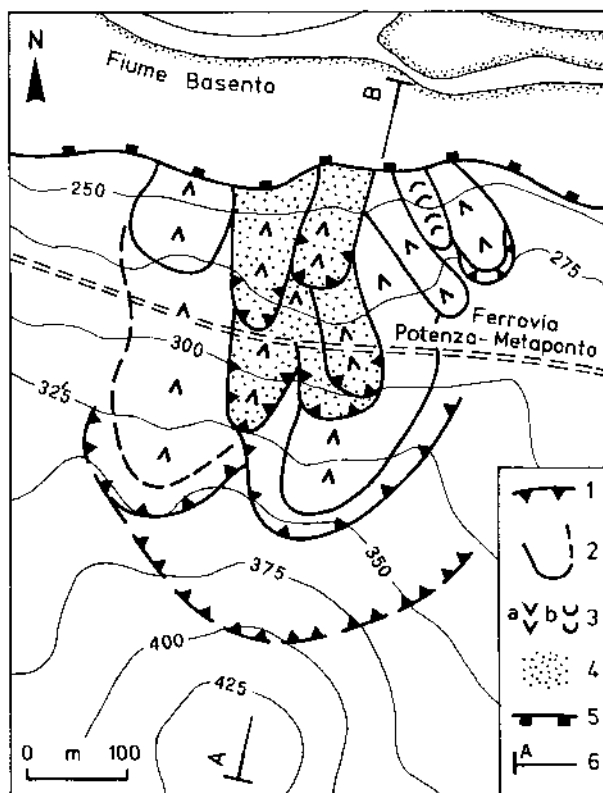 N
Fiume Basento
B
250
275
Ferrovia
Potenza-Metaponto
300
325
350
375
400
425
A
0 m 100
1
2
a b 3
4
5
A 6